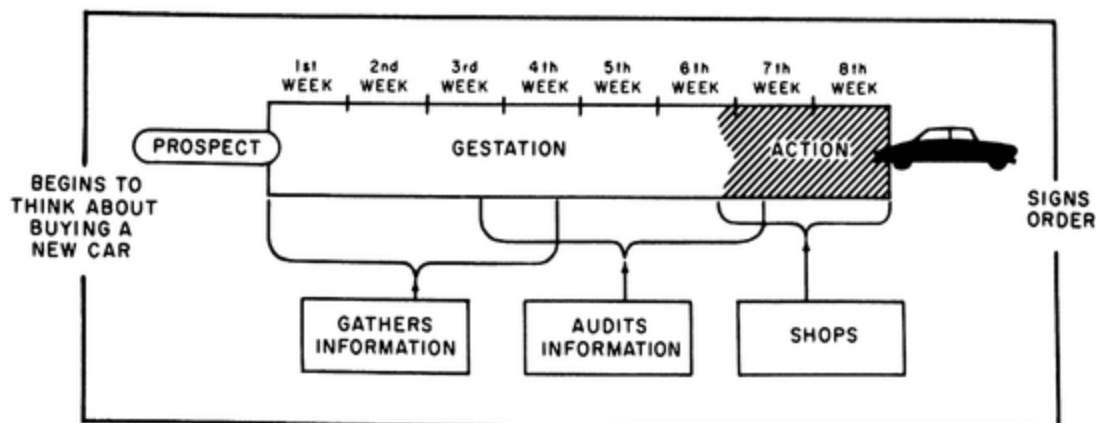 1st 2nd 3rd 4th 5th 6th 7th 8th
WEEK WEEK WEEK WEEK WEEK WEEK WEEK WEEK
PROSPECT
GESTATION
ACTION
BEGINS TO
THINK ABOUT
BUYING A
NEW CAR
SIGNS
ORDER
GATHERS
INFORMATION
AUDITS
INFORMATION
SHOPS